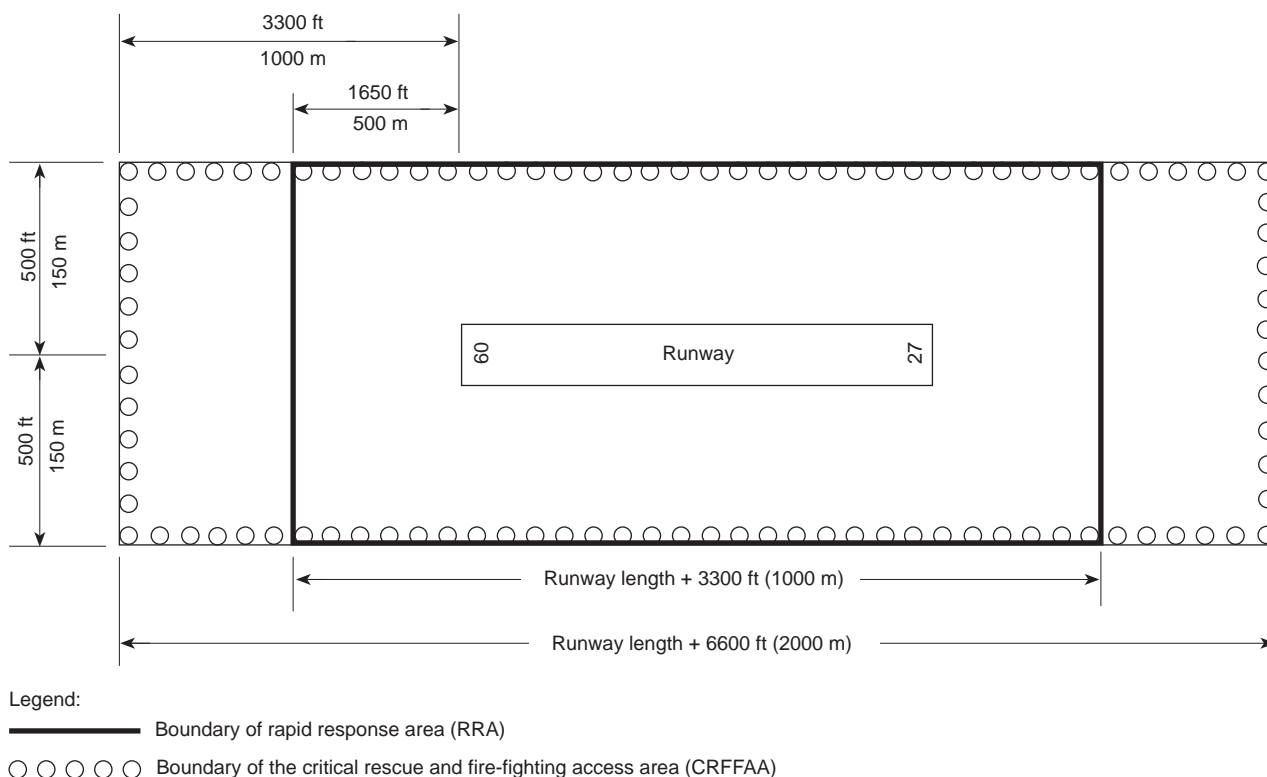 3300 ft
1000 m
1650 ft
500 m
500 ft
150 m
500 ft
150 m
60
Runway
27
Runway length + 3300 ft (1000 m)
Runway length + 6600 ft (2000 m)
Legend:
Boundary of rapid response area (RRA)
Boundary of the critical rescue and fire-fighting access area (CRFFAA)